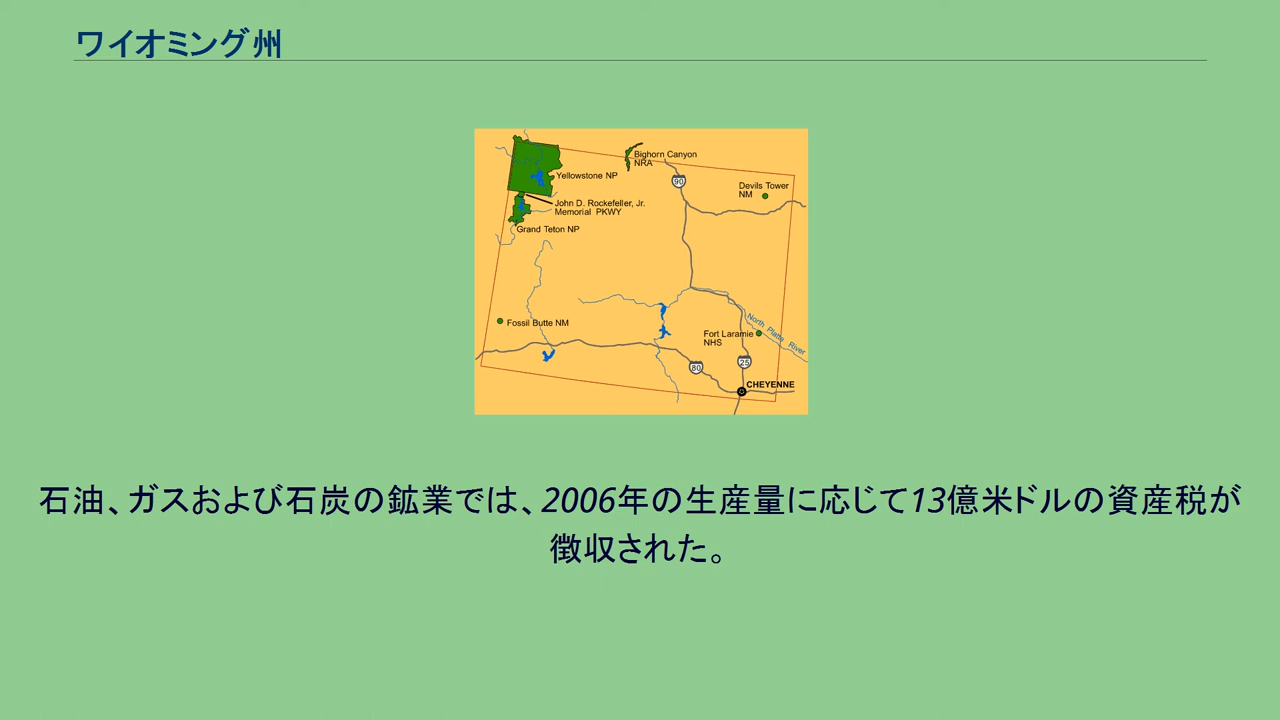 ワイオミング州
Bighorn Canyon
NRA
90
Yellowstone NP
Devils Tower
NM
John D. Rockefeller, Jr.
Memorial PKWY
Grand Teton NP
North Platte River
Fossil Butte NM
Fort Laramie
NHS
80
25
CHEYENNE
石油、ガスおよび石炭の鉱業では、2006年の生産量に応じて13億米ドルの資産税が
徴収された。